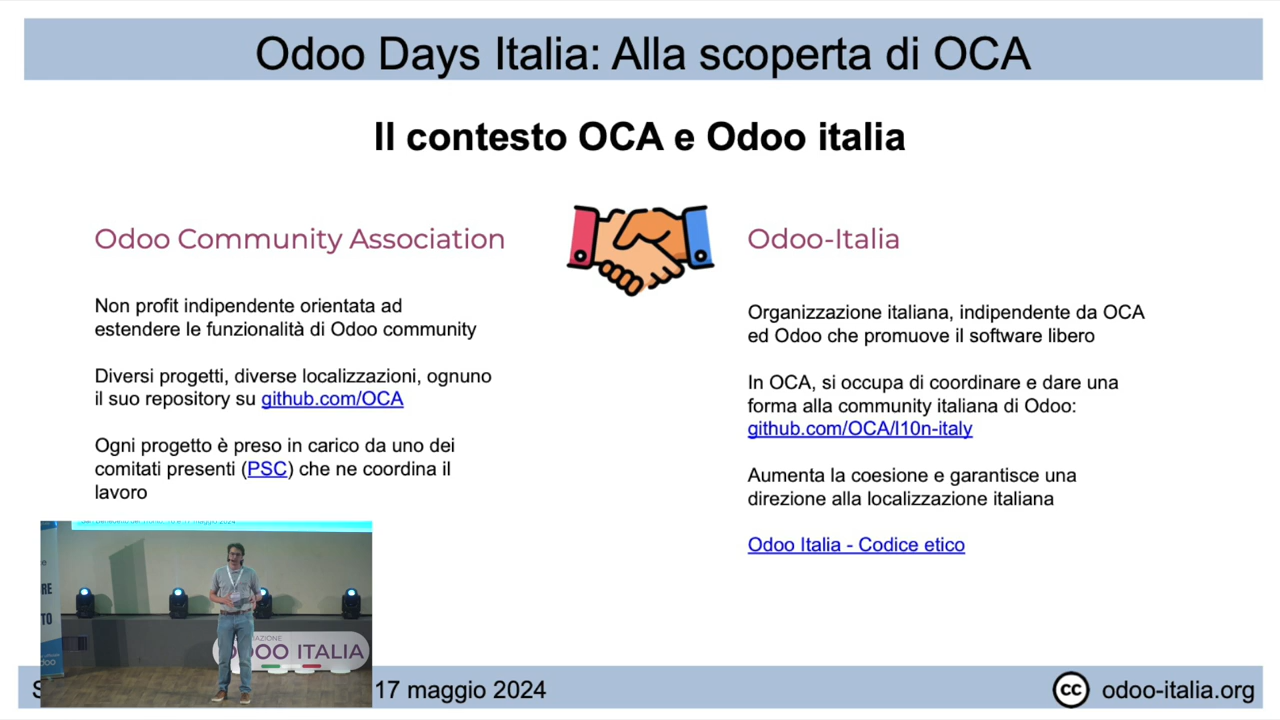 Odoo Days Italia: Alla scoperta di OCA
Il contesto OCA e Odoo italia
Odoo Community Association
Non profit indipendente orientata ad
estendere le funzionalità di Odoo community
Diversi progetti, diverse localizzazioni, ognuno
il suo repository su github.com/OCA
Ogni progetto è preso in carico da uno dei
comitati presenti (PSC) che ne coordina il
lavoro
Odoo-Italia
Organizzazione italiana, indipendente da OCA
ed Odoo che promuove il software libero
In OCA, si occupa di coordinare e dare una
forma alla community italiana di Odoo:
github.com/OCA/l10n-italy
Aumenta la coesione e garantisce una
direzione alla localizzazione italiana
Odoo Italia - Codice etico
ODOO ITALIA
17 maggio 2024
cc odoo-italia.org